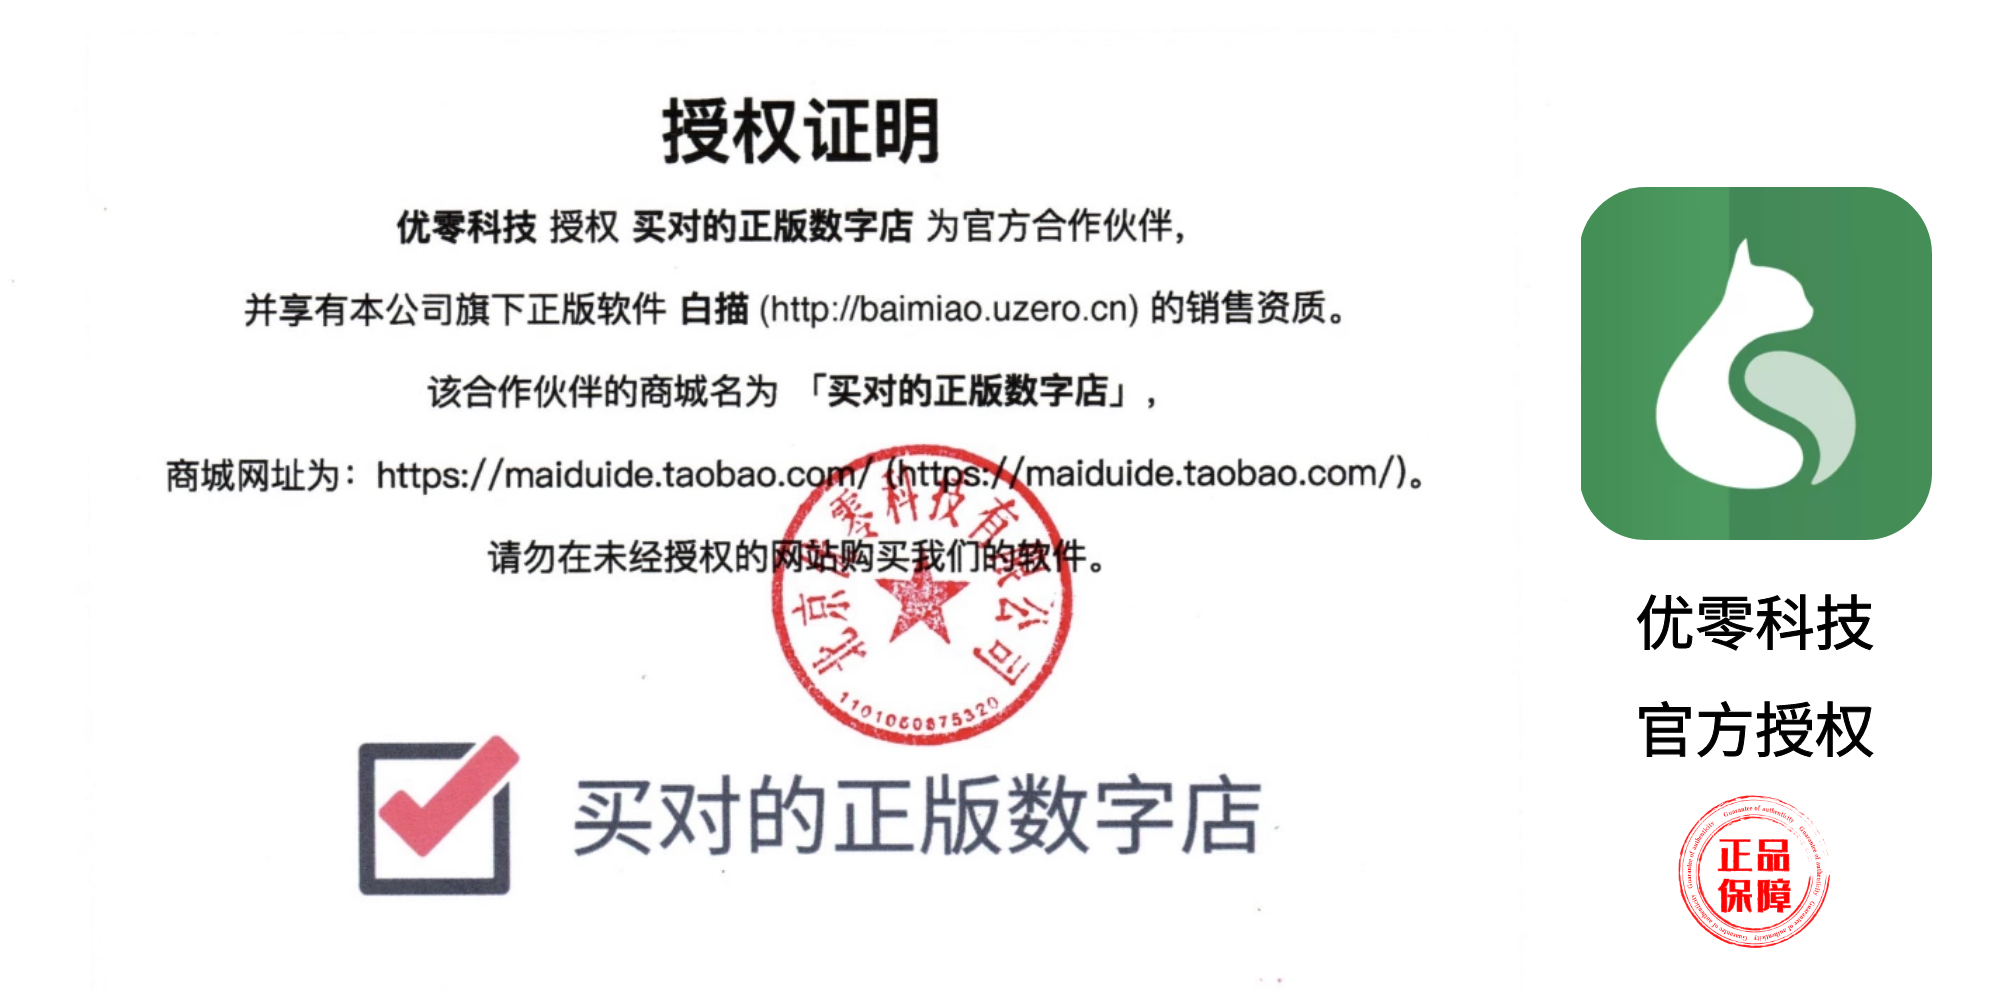 授权证明
优零科技 授权 买对的正版数字店 为官方合作伙伴，
并享有本公司旗下正版软件 白描 (http://baimiao.uzero.cn) 的销售资质。
该合作伙伴的商城名为 「买对的正版数字店」，
商城网址为：https://maiduide.taobao.com/ (https://maiduide.taobao.com/)。
请勿在未经授权的网站购买我们的软件。
北京优零科技有限公司
1101080875320
买对的正版数字店
优零科技
官方授权
Guarantee of authenticity
正品
保障